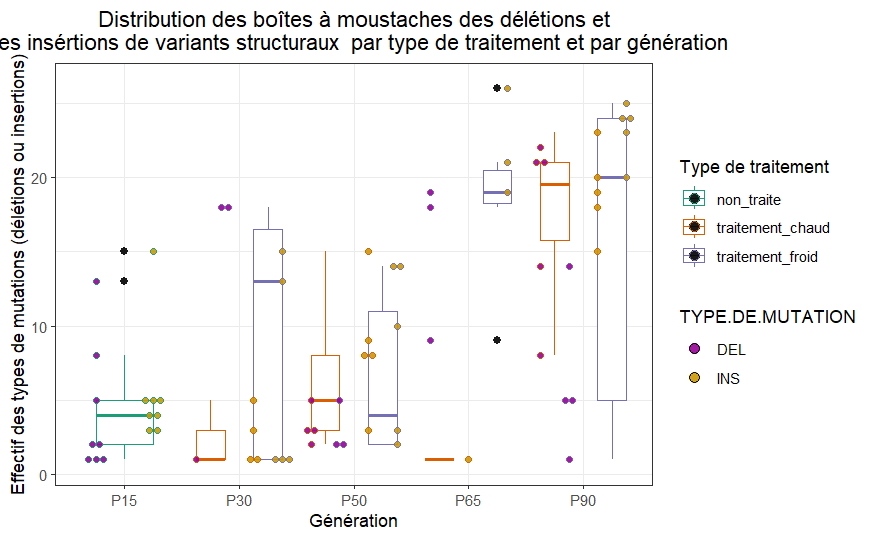 Distribution des boîtes à moustaches des délétions et
es insértions de variants structuraux  par type de traitement et par génération
Effectif des types de mutations (délétions ou insertions)
20
10
0
P15
P30
P50
P65
P90
Génération
Type de traitement
non_traite
traitement_chaud
traitement_froid
TYPE.DE.MUTATION
DEL
INS